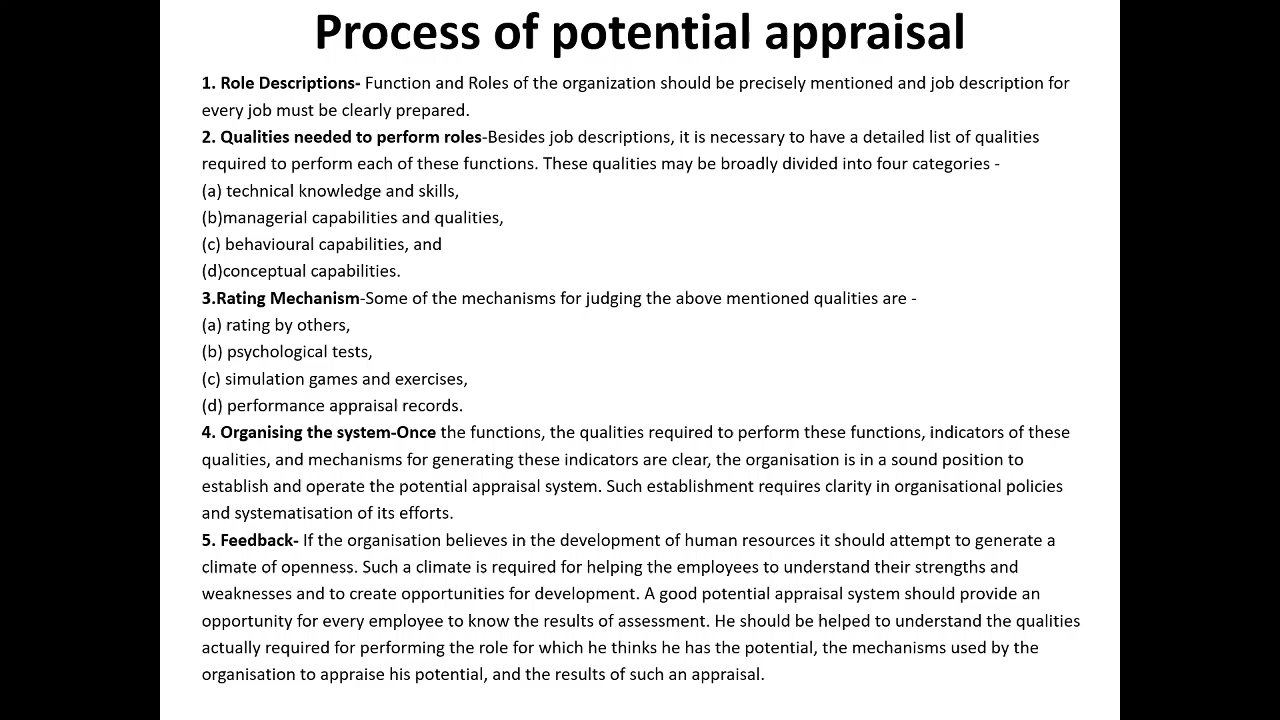 Process of potential appraisal
1. Role Descriptions- Function and Roles of the organization should be precisely mentioned and job description for
every job must be clearly prepared.
2. Qualities needed to perform roles-Besides job descriptions, it is necessary to have a detailed list of qualities
required to perform each of these functions. These qualities may be broadly divided into four categories -
(a) technical knowledge and skills,
(b)managerial capabilities and qualities,
(c) behavioural capabilities, and
(d)conceptual capabilities.
3.Rating Mechanism-Some of the mechanisms for judging the above mentioned qualities are -
(a) rating by others,
(b) psychological tests,
(c) simulation games and exercises,
(d) performance appraisal records.
4. Organising the system-Once the functions, the qualities required to perform these functions, indicators of these
qualities, and mechanisms for generating these indicators are clear, the organisation is in a sound position to
establish and operate the potential appraisal system. Such establishment requires clarity in organisational policies
and systematisation of its efforts.
5. Feedback- If the organisation believes in the development of human resources it should attempt to generate a
climate of openness. Such a climate is required for helping the employees to understand their strengths and
weaknesses and to create opportunities for development. A good potential appraisal system should provide an
opportunity for every employee to know the results of assessment. He should be helped to understand the qualities
actually required for performing the role for which he thinks he has the potential, the mechanisms used by the
organisation to appraise his potential, and the results of such an appraisal.